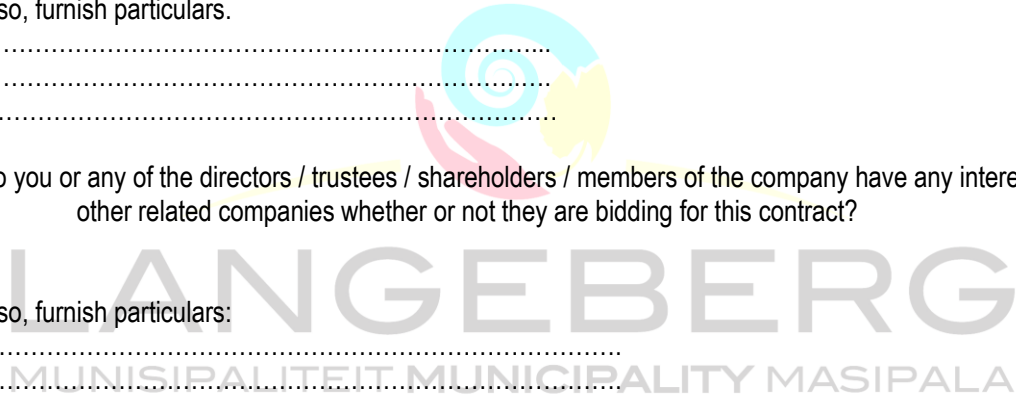 so, furnish particulars.
…………………………………………………………………...
…………………………………………………………….…...
……………………………………………………………………
o you or any of the directors / trustees / shareholders / members of the company have any intere
other related companies whether or not they are bidding for this contract?
LANGEBERG
so, furnish particulars:
…………………………………………………………………………….
…………………………………………………………………………….
MUNISIPALITEIT MUNICIPALITY MASIPALA